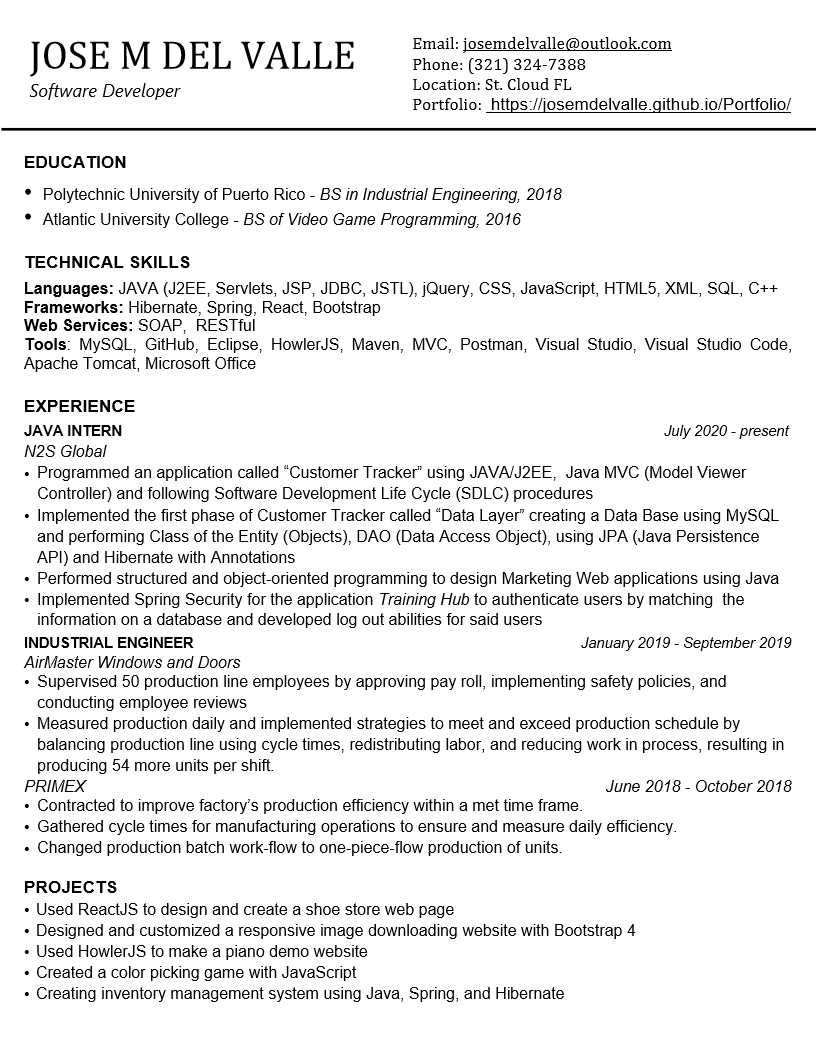 JOSE M DEL VALLE
Software Developer
Email: josemdelvalle@outlook.com
Phone: (321) 324-7388
Location: St. Cloud FL
Portfolio: https://josemdelvalle.github.io/Portfolio/
EDUCATION
• Polytechnic University of Puerto Rico - BS in Industrial Engineering, 2018
• Atlantic University College - BS of Video Game Programming, 2016
TECHNICAL SKILLS
Languages: JAVA (J2EE, Servlets, JSP, JDBC, JSTL), jQuery, CSS, JavaScript, HTML5, XML, SQL, C++
Frameworks: Hibernate, Spring, React, Bootstrap
Web Services: SOAP, RESTful
Tools: MySQL, GitHub, Eclipse, HowlerJS, Maven, MVC, Postman, Visual Studio, Visual Studio Code,
Apache Tomcat, Microsoft Office
EXPERIENCE
JAVA INTERN July 2020 - present
N2S Global
• Programmed an application called “Customer Tracker” using JAVA/J2EE, Java MVC (Model Viewer
Controller) and following Software Development Life Cycle (SDLC) procedures
• Implemented the first phase of Customer Tracker called “Data Layer” creating a Data Base using MySQL
and performing Class of the Entity (Objects), DAO (Data Access Object), using JPA (Java Persistence
API) and Hibernate with Annotations
• Performed structured and object-oriented programming to design Marketing Web applications using Java
• Implemented Spring Security for the application Training Hub to authenticate users by matching the
information on a database and developed log out abilities for said users
INDUSTRIAL ENGINEER January 2019 - September 2019
AirMaster Windows and Doors
• Supervised 50 production line employees by approving pay roll, implementing safety policies, and
conducting employee reviews
• Measured production daily and implemented strategies to meet and exceed production schedule by
balancing production line using cycle times, redistributing labor, and reducing work in process, resulting in
producing 54 more units per shift.
PRIMEX June 2018 - October 2018
• Contracted to improve factory’s production efficiency within a met time frame.
• Gathered cycle times for manufacturing operations to ensure and measure daily efficiency.
• Changed production batch work-flow to one-piece-flow production of units.
PROJECTS
• Used ReactJS to design and create a shoe store web page
• Designed and customized a responsive image downloading website with Bootstrap 4
• Used HowlerJS to make a piano demo website
• Created a color picking game with JavaScript
• Creating inventory management system using Java, Spring, and Hibernate